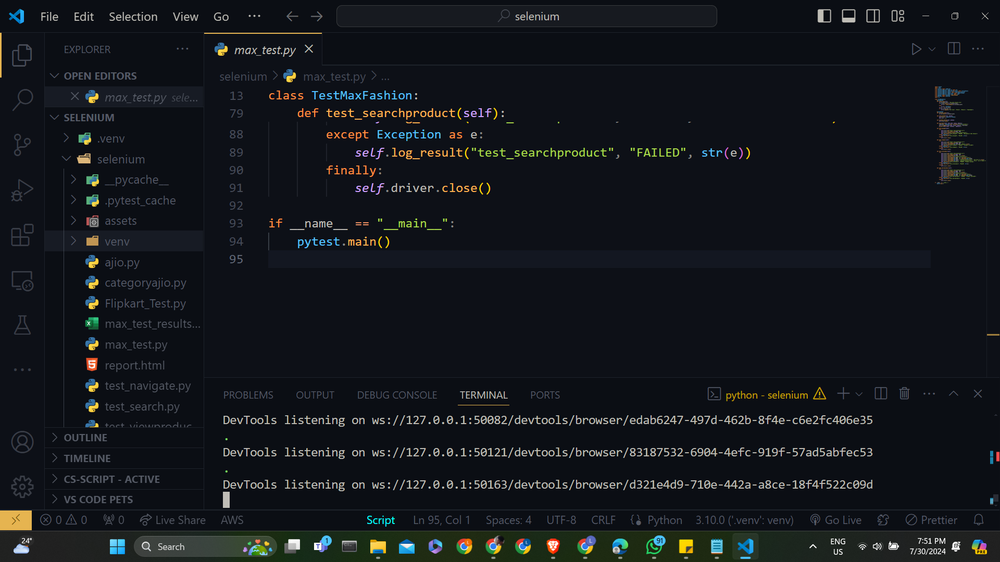 File Edit Selection View Go ··· selenium
EXPLORER ···
OPEN EDITORS
max_test.py sele...
SELENIUM
.venv
selenium
__pycache__
.pytest_cache
assets
venv
ajio.py
categoryajio.py
Flipkart_Test.py
max_test_results...
max_test.py
report.html
test_navigate.py
test_search.py
test_viewproduc
OUTLINE
TIMELINE
CS-SCRIPT - ACTIVE
VS CODE PETS
max_test.py
selenium > max_test.py > ...
13 class TestMaxFashion:
79 def test_searchproduct(self):
88 except Exception as e:
89 self.log_result("test_searchproduct", "FAILED", str(e))
90 finally:
91 self.driver.close()
92
93 if __name__ == "__main__":
94 pytest.main()
95
PROBLEMS OUTPUT DEBUG CONSOLE TERMINAL PORTS python - selenium
DevTools listening on ws://127.0.0.1:50082/devtools/browser/edab6247-497d-462b-8f4e-c6e2fc406e35
.
DevTools listening on ws://127.0.0.1:50121/devtools/browser/83187532-6904-4efc-919f-57ad5abfec53
.
DevTools listening on ws://127.0.0.1:50163/devtools/browser/d321e4d9-710e-442a-a8ce-18f4f522c09d
0 0 0 Live Share AWS Script Ln 95, Col 1 Spaces: 4 UTF-8 CRLF Python 3.10.0 ('.venv': venv) Go Live Prettier
24° Search 1 91 ENG US 7:51 PM 7/30/2024 PRE